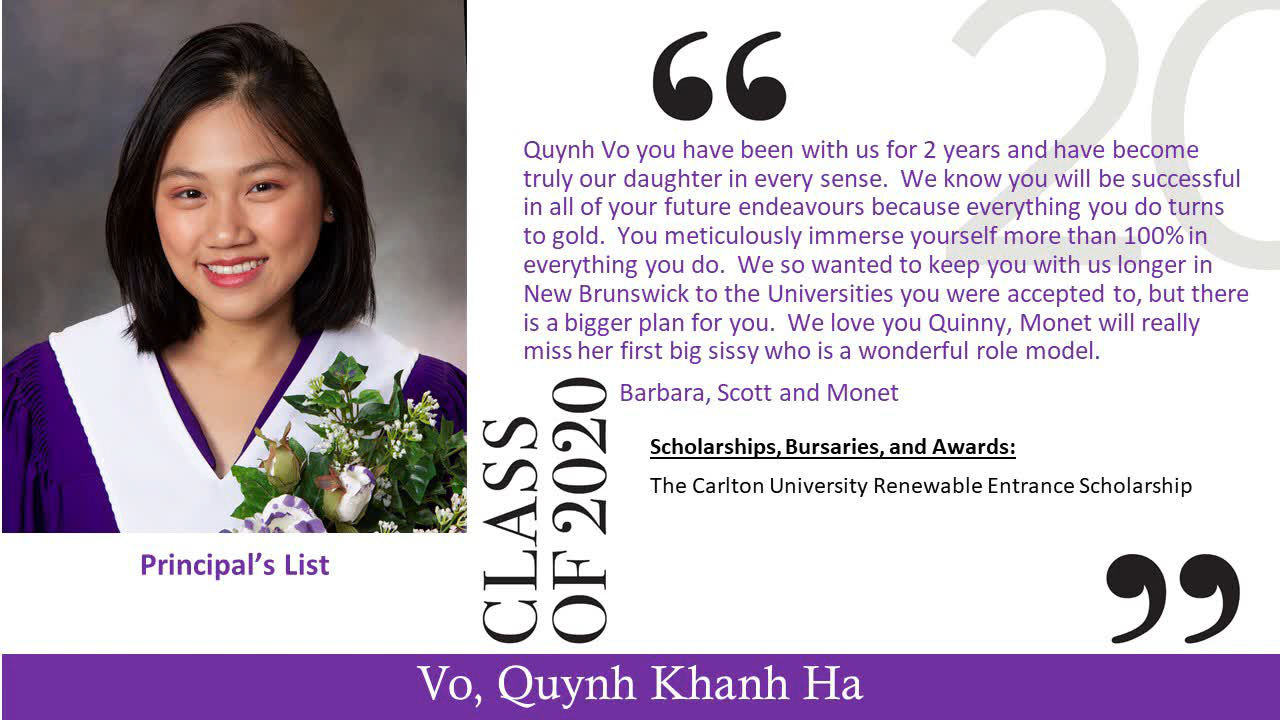 20
Quynh Vo you have been with us for 2 years and have become
truly our daughter in every sense.  We know you will be successful
in all of your future endeavours because everything you do turns
to gold.  You meticulously immerse yourself more than 100% in
everything you do.  We so wanted to keep you with us longer in
New Brunswick to the Universities you were accepted to, but there
is a bigger plan for you.  We love you Quinny, Monet will really
miss her first big sissy who is a wonderful role model.
Barbara, Scott and Monet
CLASS
OF 2020
Scholarships, Bursaries, and Awards:
The Carlton University Renewable Entrance Scholarship
Principal's List
Vo, Quynh Khanh Ha